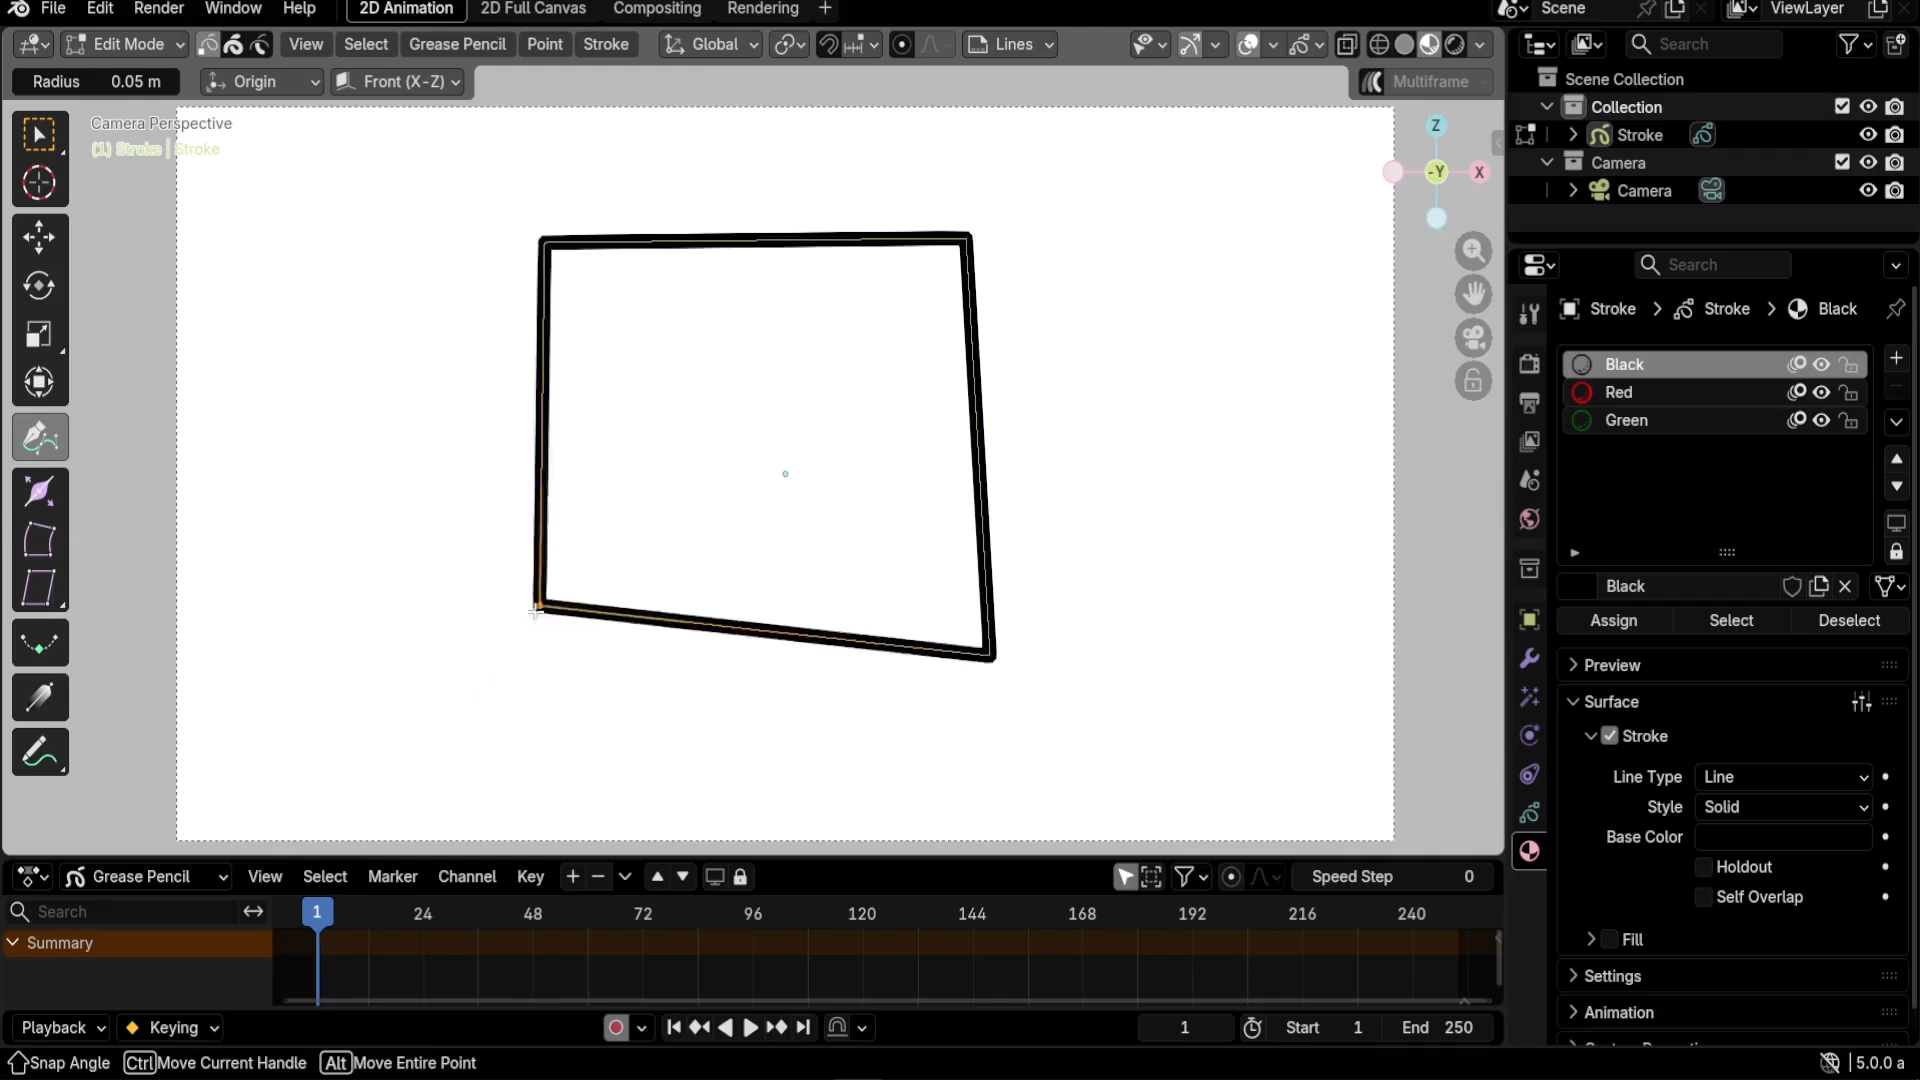 File Edit Render Window Help 2D Animation 2D Full Canvas Compositing Rendering + Scene ViewLayer
Edit Mode View Select Grease Pencil Point Stroke Global Lines Search
Radius 0.05 m Origin Front (X-Z) Multiframe
Camera Perspective
(1) Stroke | Stroke
Z
-Y X
Scene Collection
Collection
Stroke
Camera
Camera
Search
Stroke > Stroke > Black
Black
Red
Green
Black
Assign Select Deselect
Preview
Surface
Stroke
Line Type Line
Style Solid
Base Color
Holdout
Self Overlap
Fill
Settings
Animation
Grease Pencil View Select Marker Channel Key Speed Step 0
Search 1 24 48 72 96 120 144 168 192 216 240
Summary
Playback Keying 1 Start 1 End 250
Snap Angle Ctrl Move Current Handle Alt Move Entire Point 5.0.0 a